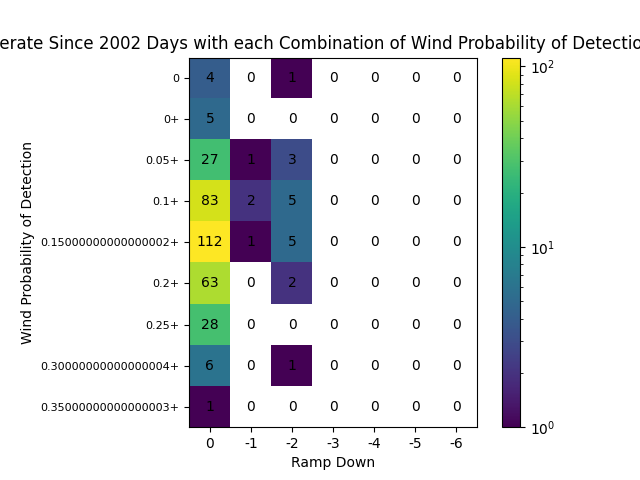 erate Since 2002 Days with each Combination of Wind Probability of Detectio
Wind Probability of Detection
0 4 0 1 0 0 0 0
0+ 5 0 0 0 0 0 0
0.05+ 27 1 3 0 0 0 0
0.1+ 83 2 5 0 0 0 0
0.15000000000000002+ 112 1 5 0 0 0 0
0.2+ 63 0 2 0 0 0 0
0.25+ 28 0 0 0 0 0 0
0.30000000000000004+ 6 0 1 0 0 0 0
0.35000000000000003+ 1 0 0 0 0 0 0
0 -1 -2 -3 -4 -5 -6
Ramp Down
10²
10¹
10⁰